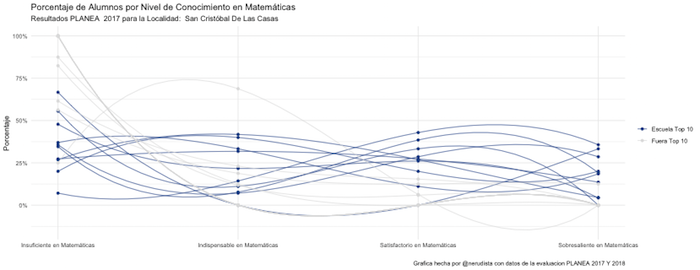 Porcentaje de Alumnos por Nivel de Conocimiento en Matemáticas
Resultados PLANEA 2017 para la Localidad: San Cristóbal De Las Casas
100%
75%
50%
25%
0%
Porcentaje
Insuficiente en Matemáticas
Indispensable en Matemáticas
Satisfactorio en Matemáticas
Sobresaliente en Matemáticas
Escuela Top 10
Fuera Top 10
Grafica hecha por @nerudista con datos de la evaluacion PLANEA 2017 Y 2018